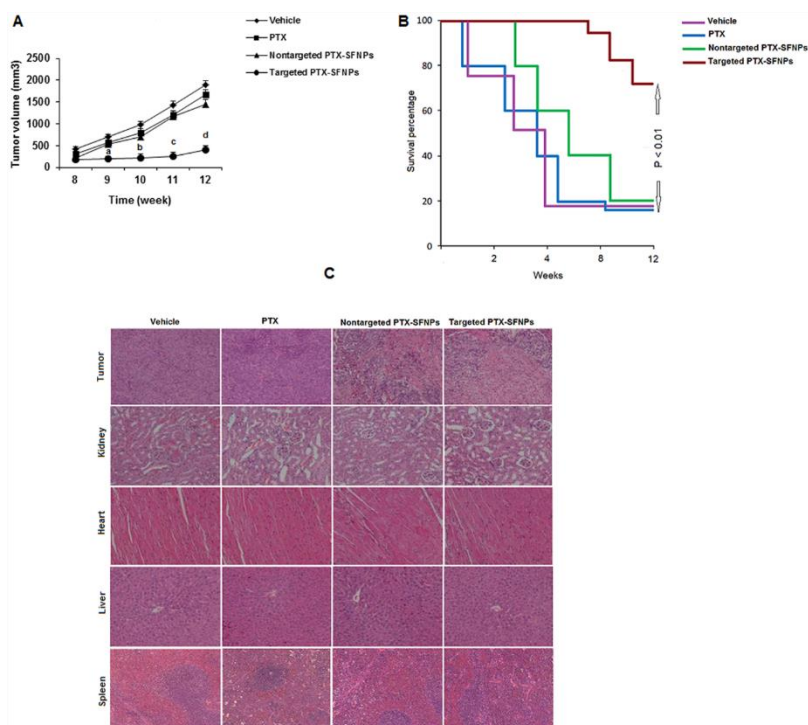 A
Vehicle
PTX
Nontargeted PTX-SFNPs
Targeted PTX-SFNPs
Tumor volume (mm3)
2500
2000
1500
1000
500
0
a
b
c
d
8 9 10 11 12
Time (week)
B
Vehicle
PTX
Nontargeted PTX-SFNPs
Targeted PTX-SFNPs
Survival percentage
100
80
60
40
20
0
P < 0.01
2 4 8 12
Weeks
C
Vehicle PTX Nontargeted PTX-SFNPs Targeted PTX-SFNPs
Tumor
Kidney
Heart
Liver
Spleen